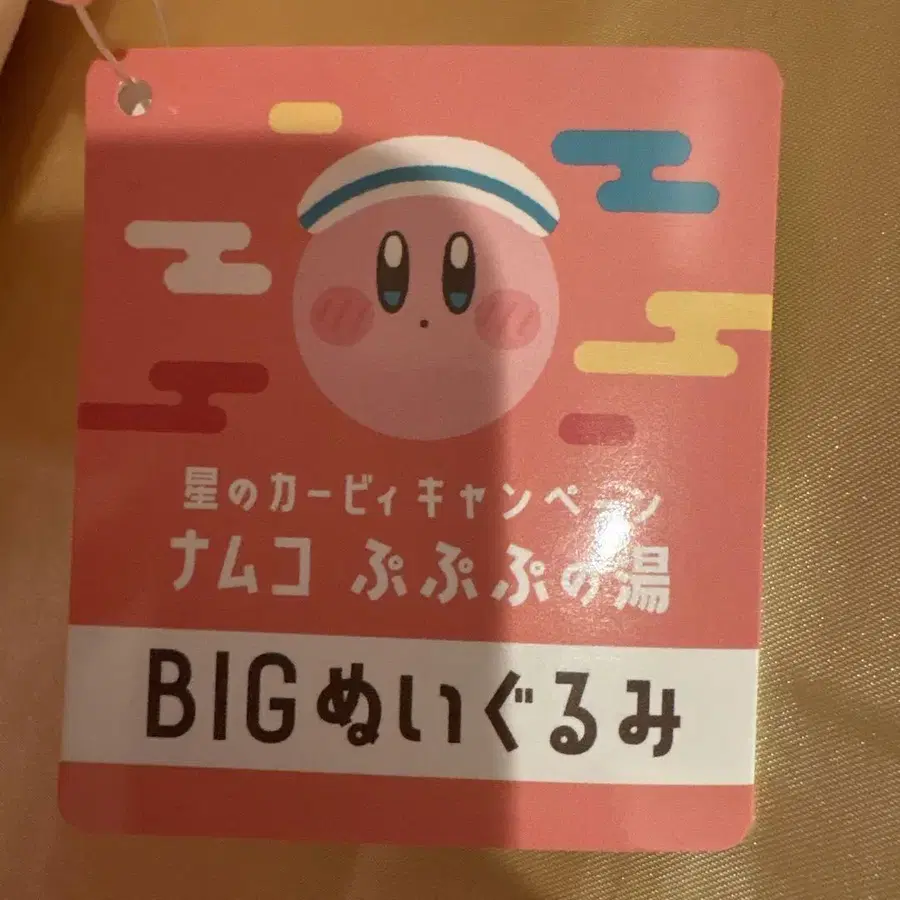 星のカービィキャンペーン
ナムコ ぷぷぷの湯
BIGぬいぐるみ